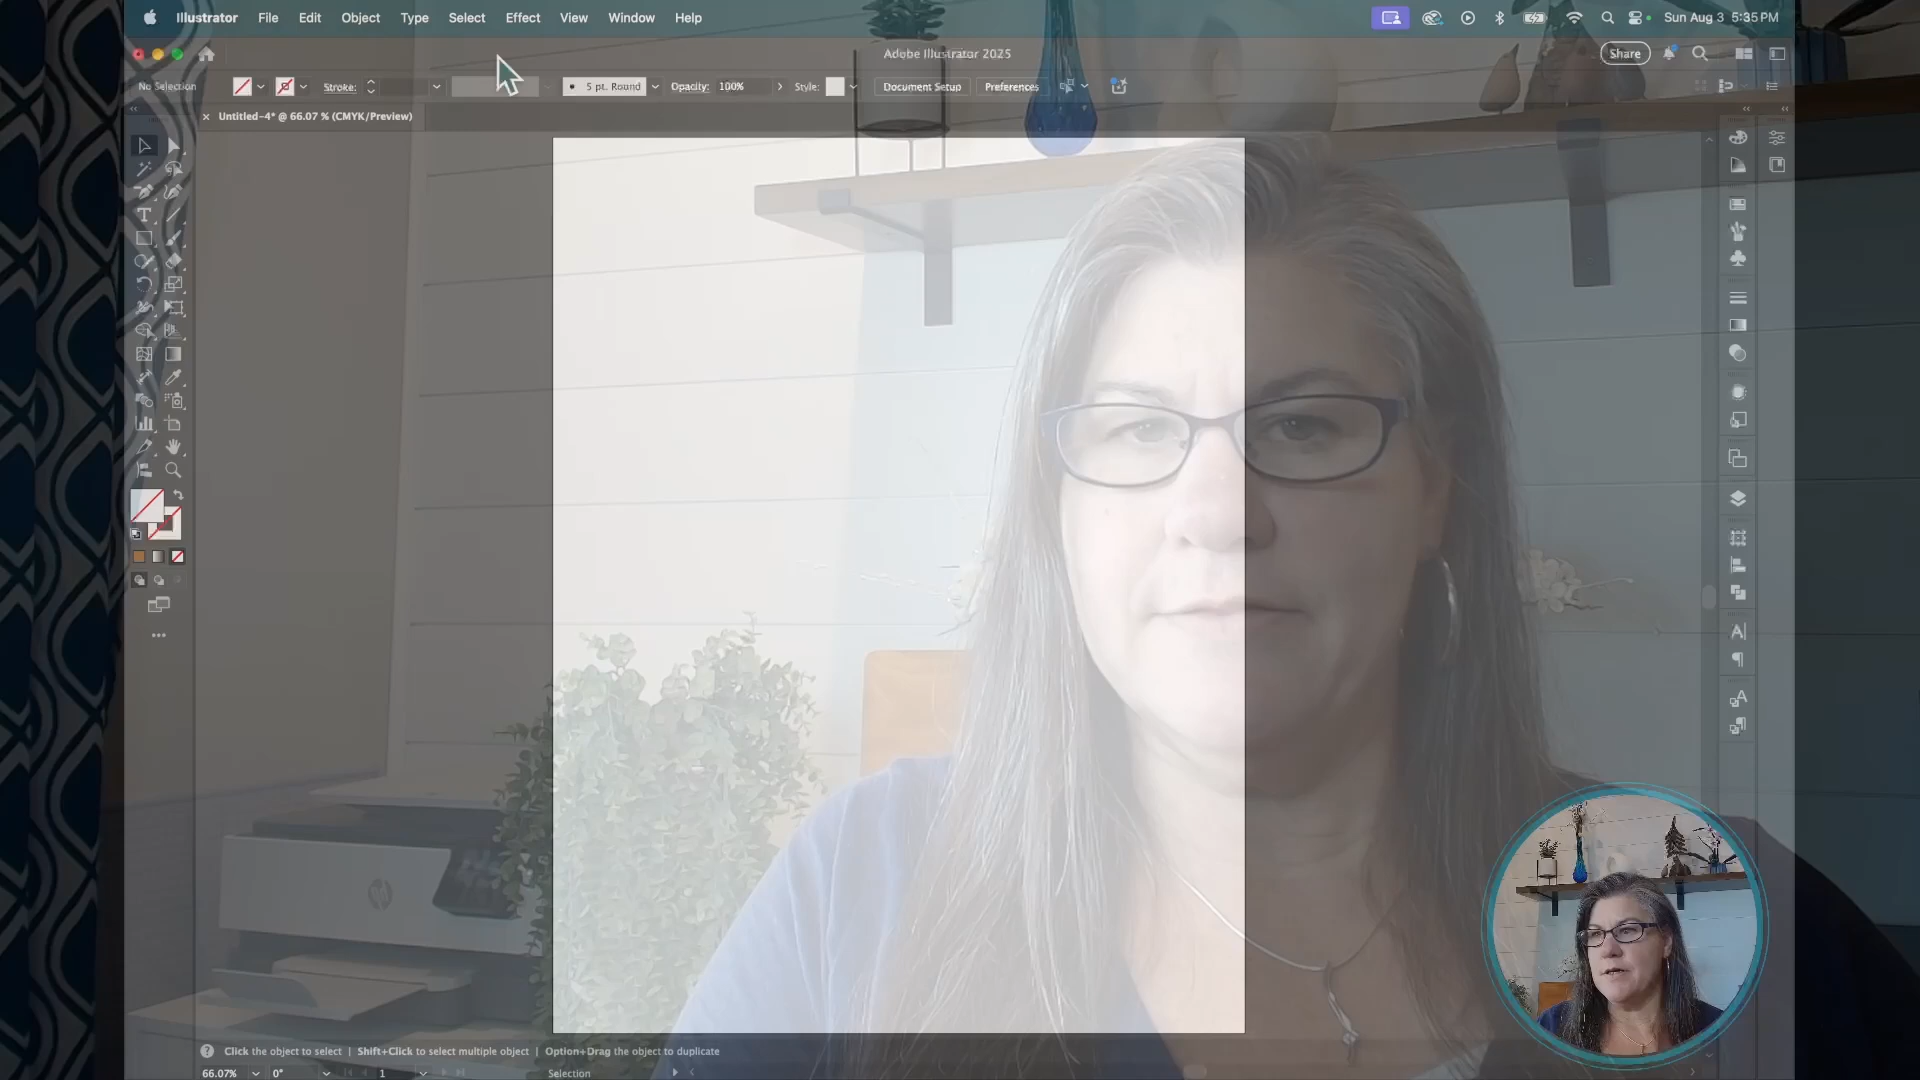 Illustrator File Edit Object Type Select Effect View Window Help Sun Aug 3 5:35 PM
Adobe Illustrator 2025 Share
No Selection Stroke: 5 pt. Round Opacity: 100% Style: Document Setup Preferences
× Untitled-4* @ 66.07 % (CMYK/Preview)
? Click the object to select | Shift+Click to select multiple object | Option+Drag the object to duplicate
66.07% 0° 1 Selection